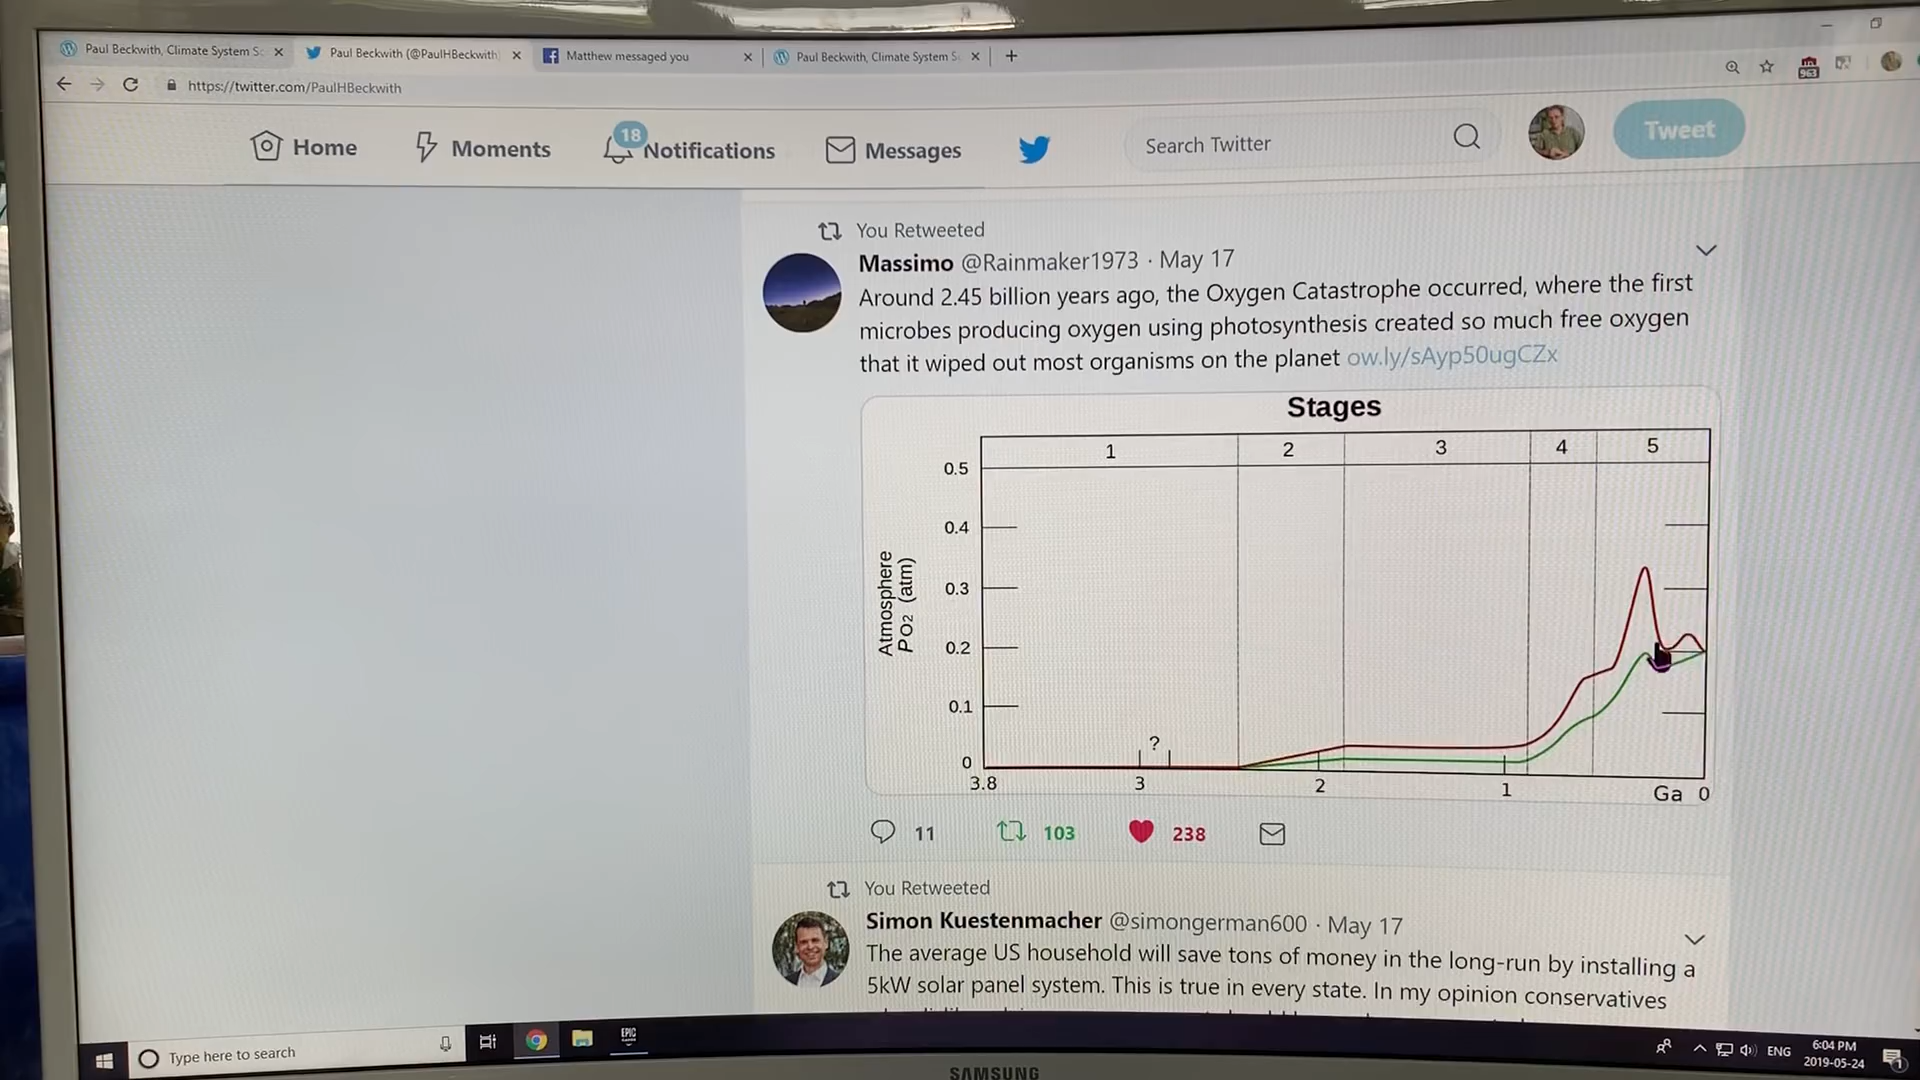 Paul Beckwith, Climate System S
Paul Beckwith (@PaulHBeckwith
Matthew messaged you
Paul Beckwith, Climate System S
https://twitter.com/PaulHBeckwith
963
Home
Moments
18
Notifications
Messages
Search Twitter
Tweet
You Retweeted
Massimo @Rainmaker1973 · May 17
Around 2.45 billion years ago, the Oxygen Catastrophe occurred, where the first
microbes producing oxygen using photosynthesis created so much free oxygen
that it wiped out most organisms on the planet ow.ly/sAyp50ugCZx
Stages
1 2 3 4 5
0.5
0.4
0.3
0.2
0.1
0
Atmosphere
PO2 (atm)
?
3.8 3 2 1 Ga 0
11 103 238
You Retweeted
Simon Kuestenmacher @simongerman600 · May 17
The average US household will save tons of money in the long-run by installing a
5kW solar panel system. This is true in every state. In my opinion conservatives
Type here to search
EPIC
ENG
6:04 PM
2019-05-24
1
SAMSUNG